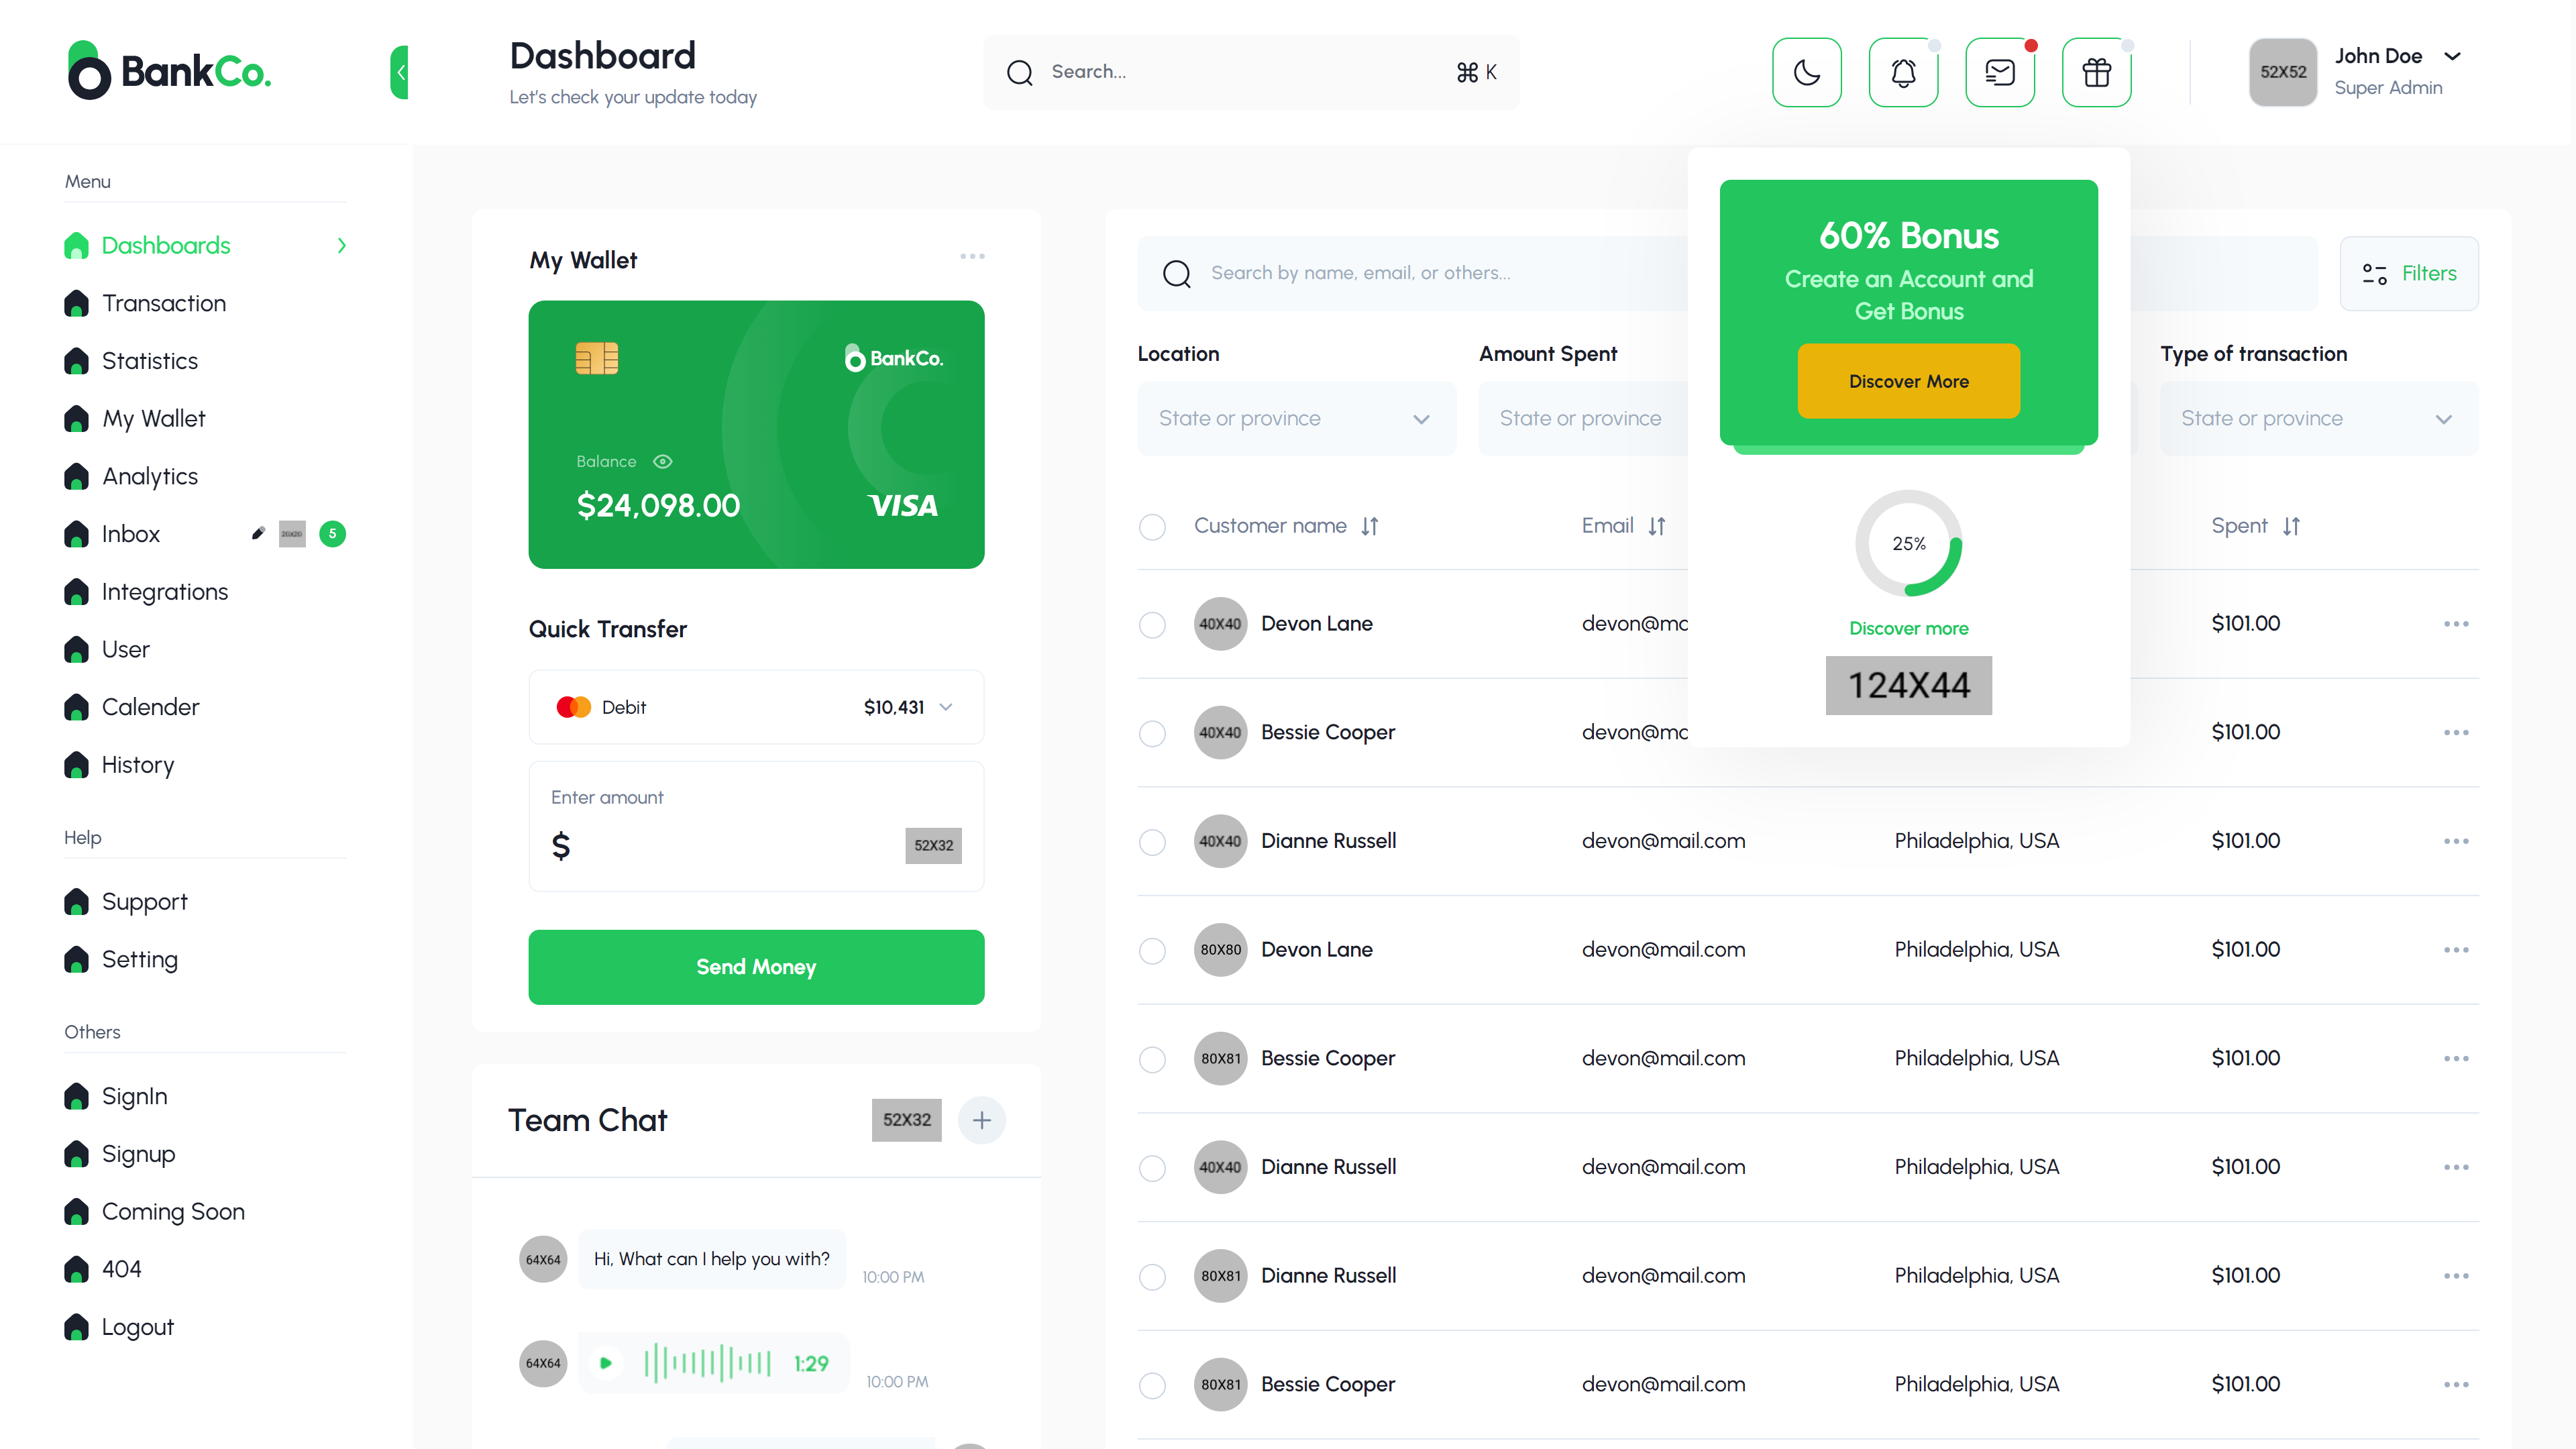 BankCo.
Dashboard
Let's check your update today
Search...
⌘ K
52X52
John Doe
Super Admin
Menu
Dashboards
Transaction
Statistics
My Wallet
Analytics
Inbox
20x20
5
Integrations
User
Calender
History
Help
Support
Setting
Others
SignIn
Signup
Coming Soon
404
Logout
My Wallet
BankCo.
Balance
$24,098.00
VISA
Quick Transfer
Debit
$10,431
Enter amount
$
52X32
Send Money
Team Chat
52X32
64X64
Hi, What can I help you with?
10:00 PM
64X64
1:29
10:00 PM
Search by name, email, or others...
Filters
Location
Amount Spent
Type of transaction
State or province
State or province
State or province
60% Bonus
Create an Account and
Get Bonus
Discover More
25%
Discover more
124X44
Customer name
Email
Spent
40X40 Devon Lane devon@ma $101.00
40X40 Bessie Cooper devon@ma $101.00
40X40 Dianne Russell devon@mail.com Philadelphia, USA $101.00
80X80 Devon Lane devon@mail.com Philadelphia, USA $101.00
80X81 Bessie Cooper devon@mail.com Philadelphia, USA $101.00
40X40 Dianne Russell devon@mail.com Philadelphia, USA $101.00
80X81 Dianne Russell devon@mail.com Philadelphia, USA $101.00
80X81 Bessie Cooper devon@mail.com Philadelphia, USA $101.00